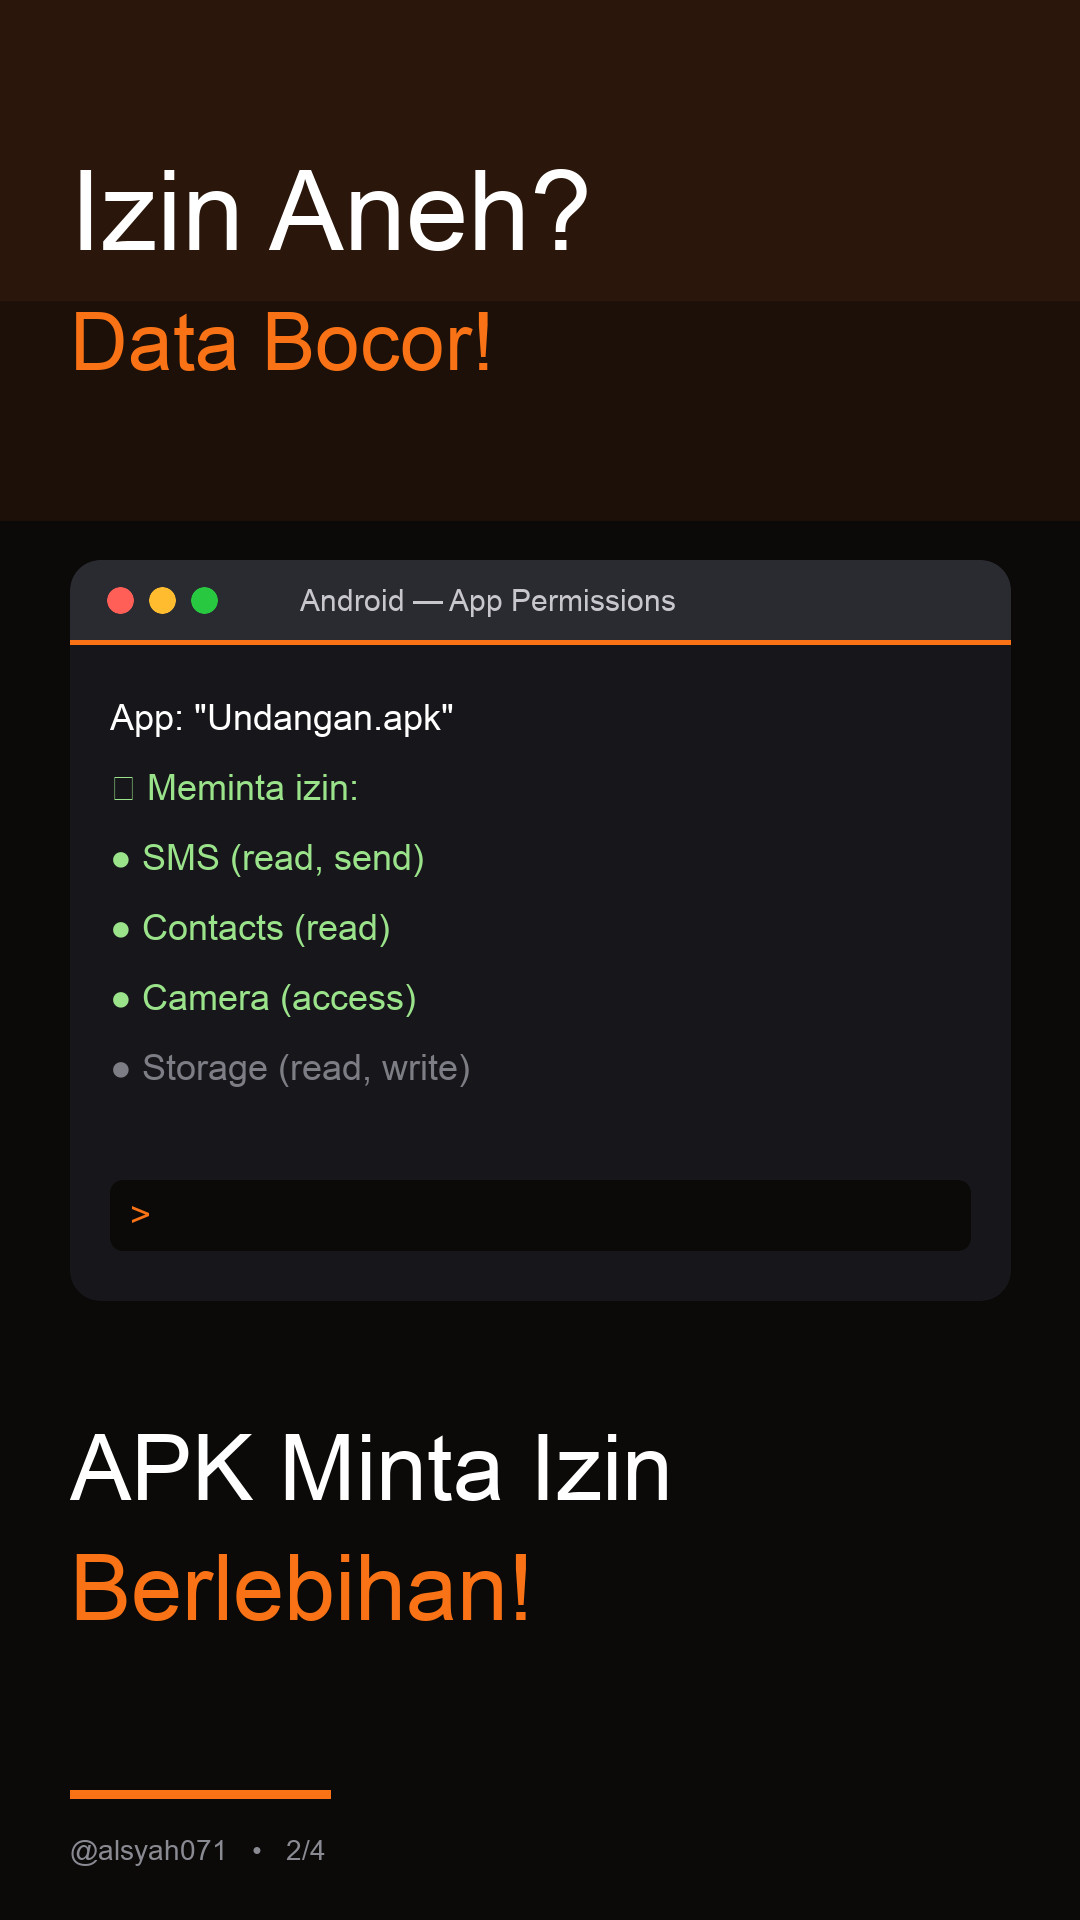 Izin Aneh?
Data Bocor!
Android — App Permissions
App: "Undangan.apk"
□ Meminta izin:
● SMS (read, send)
● Contacts (read)
● Camera (access)
● Storage (read, write)
>
APK Minta Izin
Berlebihan!
@alsyah071 • 2/4